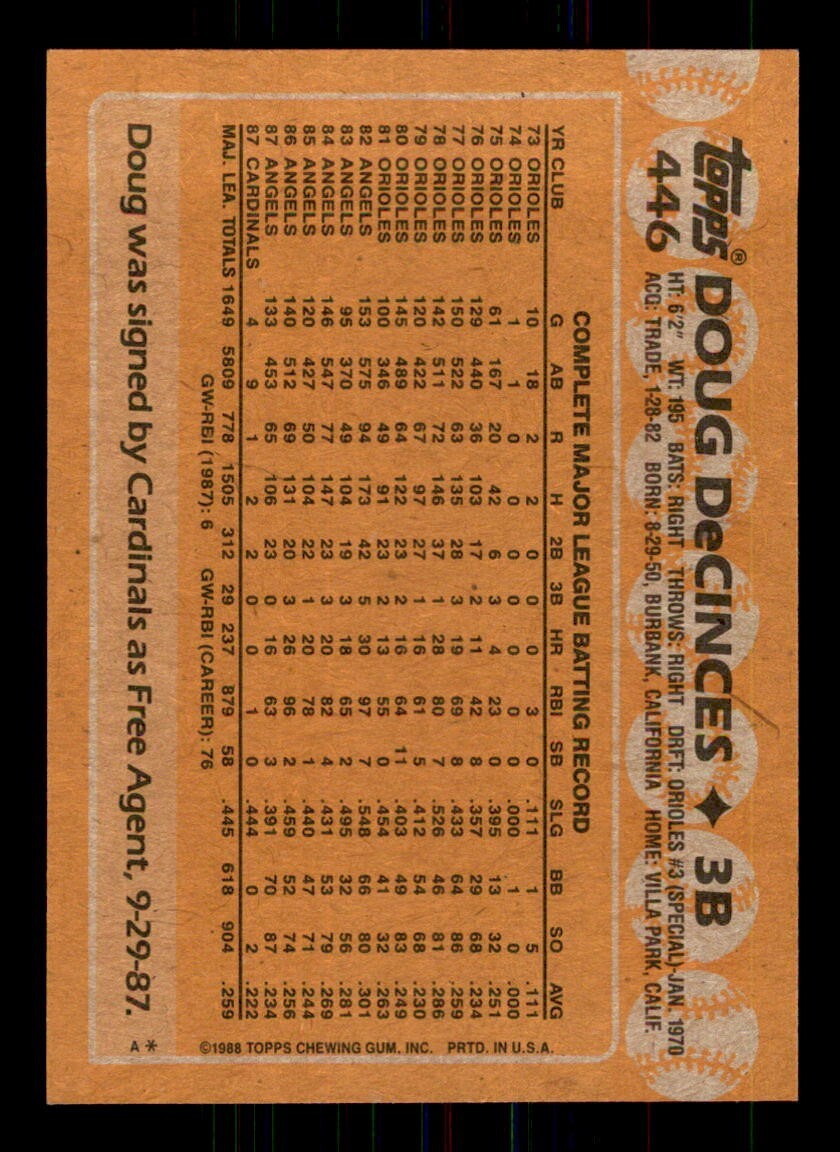 topps® DOUG DeCINCES ✦ 3B
446 HT: 6'2" WT: 195 BATS: RIGHT THROWS: RIGHT DRFT: ORIOLES #3 (SPECIAL)-JAN. 1970
ACQ: TRADE, 1-28-82 BORN: 8-29-50, BURBANK, CALIFORNIA HOME: VILLA PARK, CALIF.
COMPLETE MAJOR LEAGUE BATTING RECORD
YR CLUB G AB R H 2B 3B HR RBI SB SLG BB SO AVG
73 ORIOLES 10 18 2 2 0 0 0 3 0 .111 1 5 .111
74 ORIOLES 1 1 0 0 0 0 0 0 0 .000 1 0 .000
75 ORIOLES 61 167 20 42 6 3 4 23 0 .395 13 32 .251
76 ORIOLES 129 440 36 103 17 2 11 42 8 .357 29 68 .234
77 ORIOLES 150 522 63 135 28 3 19 69 8 .433 64 86 .259
78 ORIOLES 142 511 72 146 37 1 28 80 7 .526 46 81 .286
79 ORIOLES 120 422 67 97 27 1 16 61 5 .412 54 68 .230
80 ORIOLES 145 489 64 122 23 2 16 64 11 .403 49 83 .249
81 ORIOLES 100 346 49 91 23 2 13 55 0 .454 41 32 .263
82 ANGELS 153 575 94 173 42 5 30 97 7 .548 66 80 .301
83 ANGELS 95 370 49 104 19 3 18 65 2 .495 32 56 .281
84 ANGELS 146 547 77 147 23 3 20 82 4 .431 53 79 .269
85 ANGELS 120 427 50 104 22 1 20 78 1 .440 47 71 .244
86 ANGELS 140 512 69 131 20 3 26 96 2 .459 52 74 .256
87 ANGELS 133 453 65 106 23 0 16 63 3 .391 70 87 .234
87 CARDINALS 4 9 1 2 2 0 0 1 0 .444 0 2 .222
MAJ. LEA. TOTALS 1649 5809 778 1505 312 29 237 879 58 .445 618 904 .259
GW-RBI (1987): 6 GW-RBI (CAREER): 76
©1988 TOPPS CHEWING GUM, INC. PRTD. IN U.S.A.
Doug was signed by Cardinals as Free Agent, 9-29-87.
A *